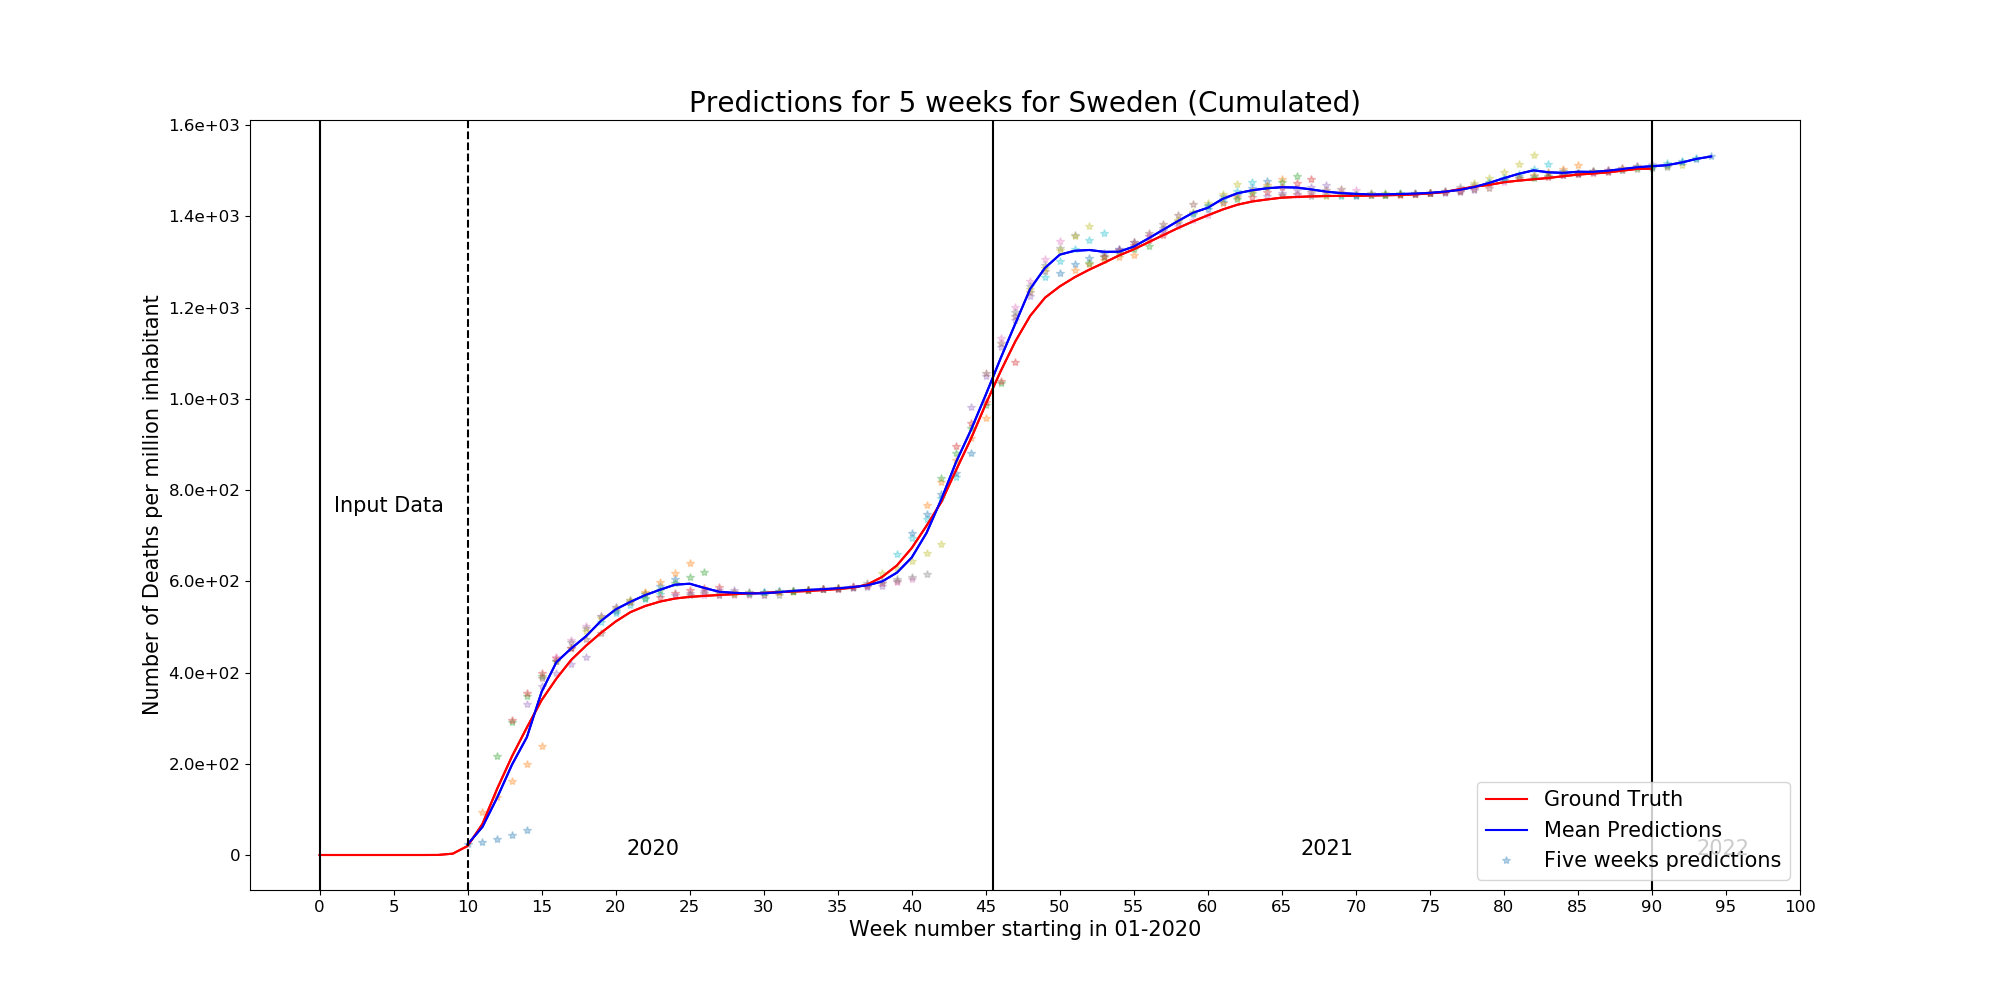 Predictions for 5 weeks for Sweden (Cumulated)
Number of Deaths per million inhabitant
1.6e+03
1.4e+03
1.2e+03
1.0e+03
8.0e+02
6.0e+02
4.0e+02
2.0e+02
0
Input Data
2020
2021
2022
Ground Truth
Mean Predictions
Five weeks predictions
0 5 10 15 20 25 30 35 40 45 50 55 60 65 70 75 80 85 90 95 100
Week number starting in 01-2020